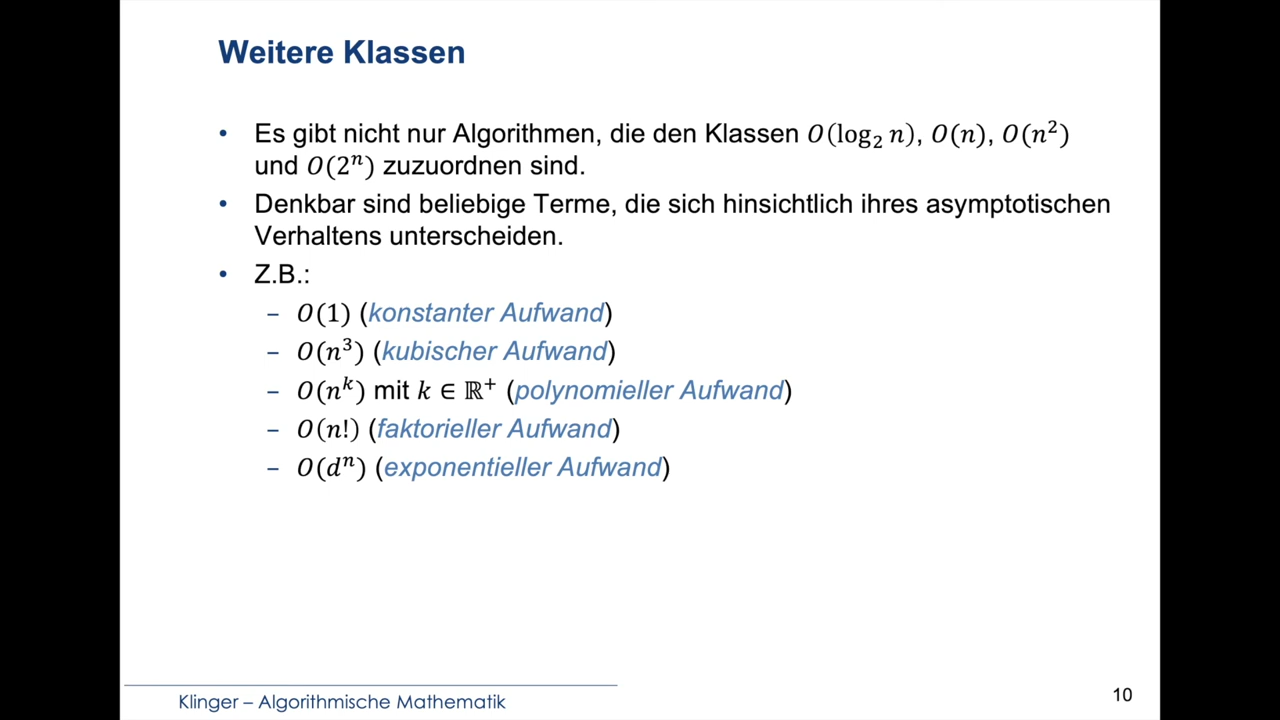 Weitere Klassen
• Es gibt nicht nur Algorithmen, die den Klassen O(log₂ n), O(n), O(n²)
und O(2ⁿ) zuzuordnen sind.
• Denkbar sind beliebige Terme, die sich hinsichtlich ihres asymptotischen
Verhaltens unterscheiden.
• Z.B.:
– O(1) (konstanter Aufwand)
– O(n³) (kubischer Aufwand)
– O(nᵏ) mit k ∈ ℝ⁺ (polynomieller Aufwand)
– O(n!) (faktorieller Aufwand)
– O(dⁿ) (exponentieller Aufwand)
Klinger – Algorithmische Mathematik
10